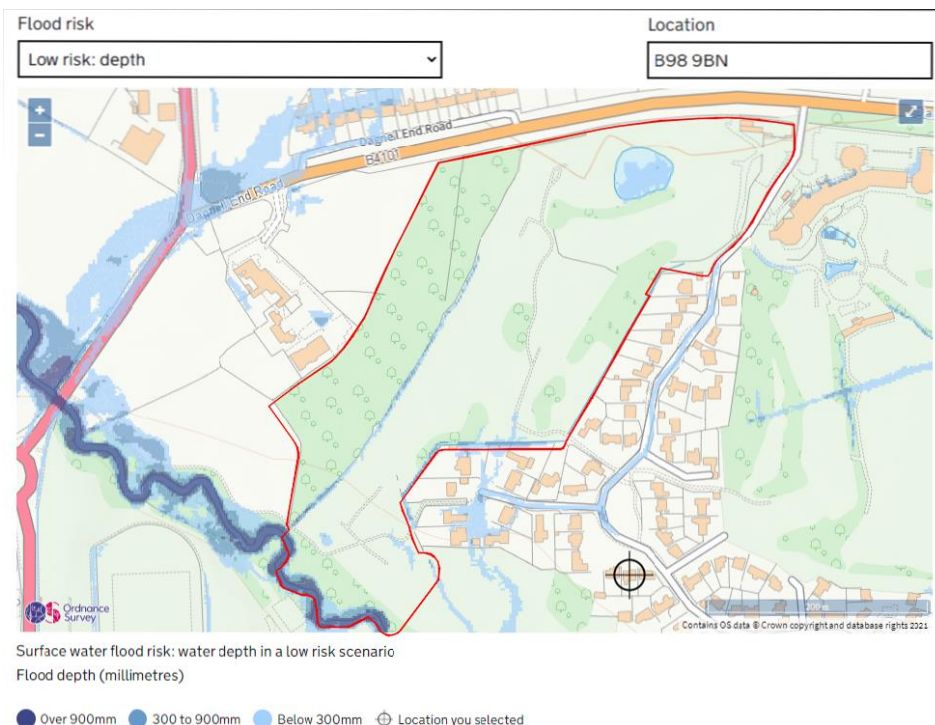 Flood risk
Location
Low risk: depth
B98 9BN
+
−
Dagnell End Road
B4101
Dagnell End Road
Ordnance
Survey
200 m
Contains OS data © Crown copyright and database rights 2021
Surface water flood risk: water depth in a low risk scenario
Flood depth (millimetres)
Over 900mm 300 to 900mm Below 300mm Location you selected